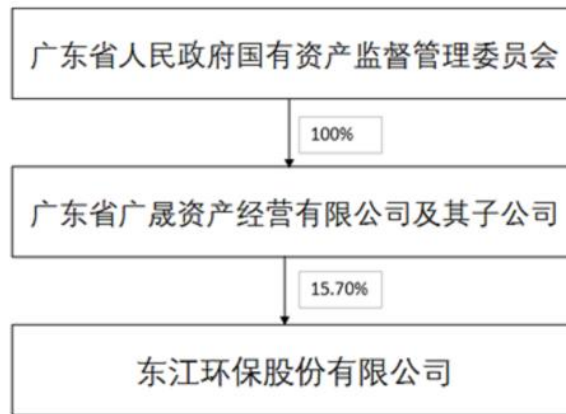 广东省人民政府国有资产监督管理委员会
100%
广东省广晟资产经营有限公司及其子公司
15.70%
东江环保股份有限公司